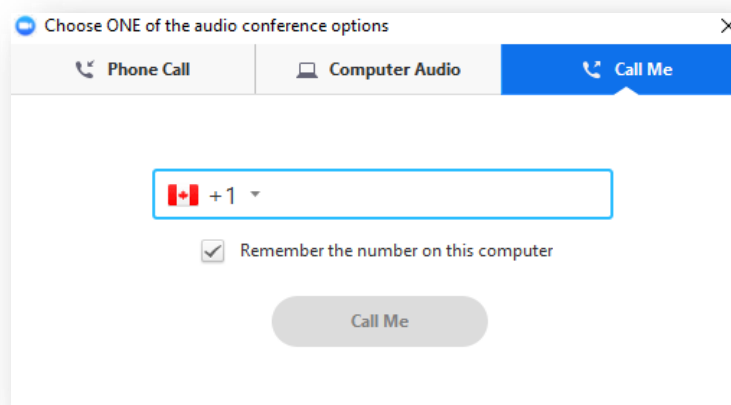 Choose ONE of the audio conference options
Phone Call Computer Audio Call Me
+1
Remember the number on this computer
Call Me